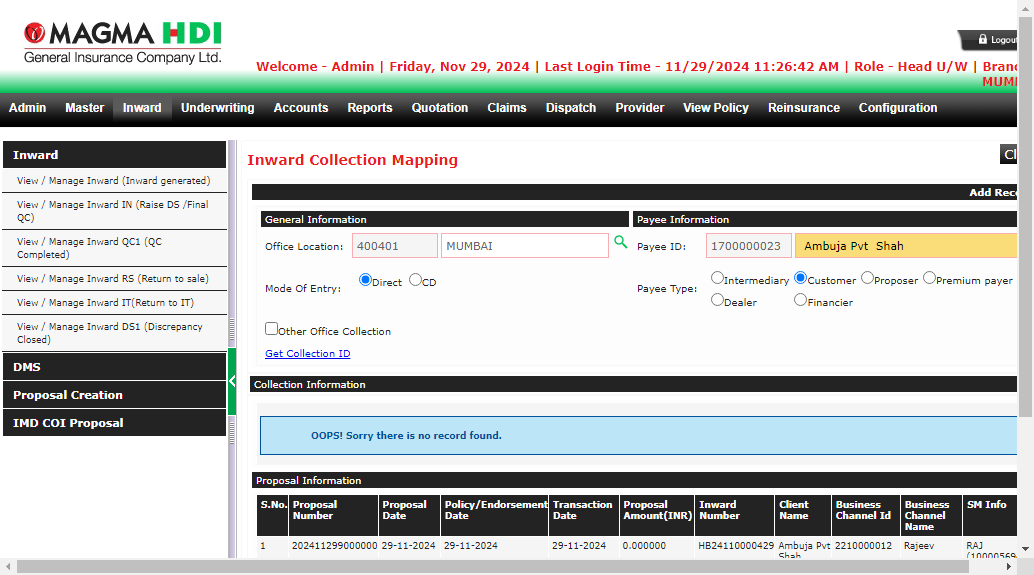 MAGMA HDI
General Insurance Company Ltd.
Logout
Welcome - Admin | Friday, Nov 29, 2024 | Last Login Time - 11/29/2024 11:26:42 AM | Role - Head U/W |
Admin Master Inward Underwriting Accounts Reports Quotation Claims Dispatch Provider View Policy Reinsurance Configuration
Inward
View / Manage Inward (Inward generated)
View / Manage Inward IN (Raise DS /Final
QC)
View / Manage Inward QC1 (QC
Completed)
View / Manage Inward RS (Return to sale)
View / Manage Inward IT(Return to IT)
View / Manage Inward DS1 (Discrepancy
Closed)
DMS
Proposal Creation
IMD COI Proposal
Inward Collection Mapping
Add
General Information Payee Information
Office Location: 400401 MUMBAI Payee ID: 1700000023 Ambuja Pvt Shah
Mode Of Entry: Direct CD Payee Type: Intermediary Customer Proposer Premium payer
Dealer Financier
Other Office Collection
Get Collection ID
Collection Information
OOPS! Sorry there is no record found.
Proposal Information
S.No. Proposal Number Proposal Date Policy/Endorsement Date Transaction Date Proposal Amount(INR) Inward Number Client Name Business Channel Id Business Channel Name SM Info
1 202411299000000 29-11-2024 29-11-2024 29-11-2024 0.000000 HB24110000429 Ambuja Pvt Shah 2210000012 Rajeev RAJ